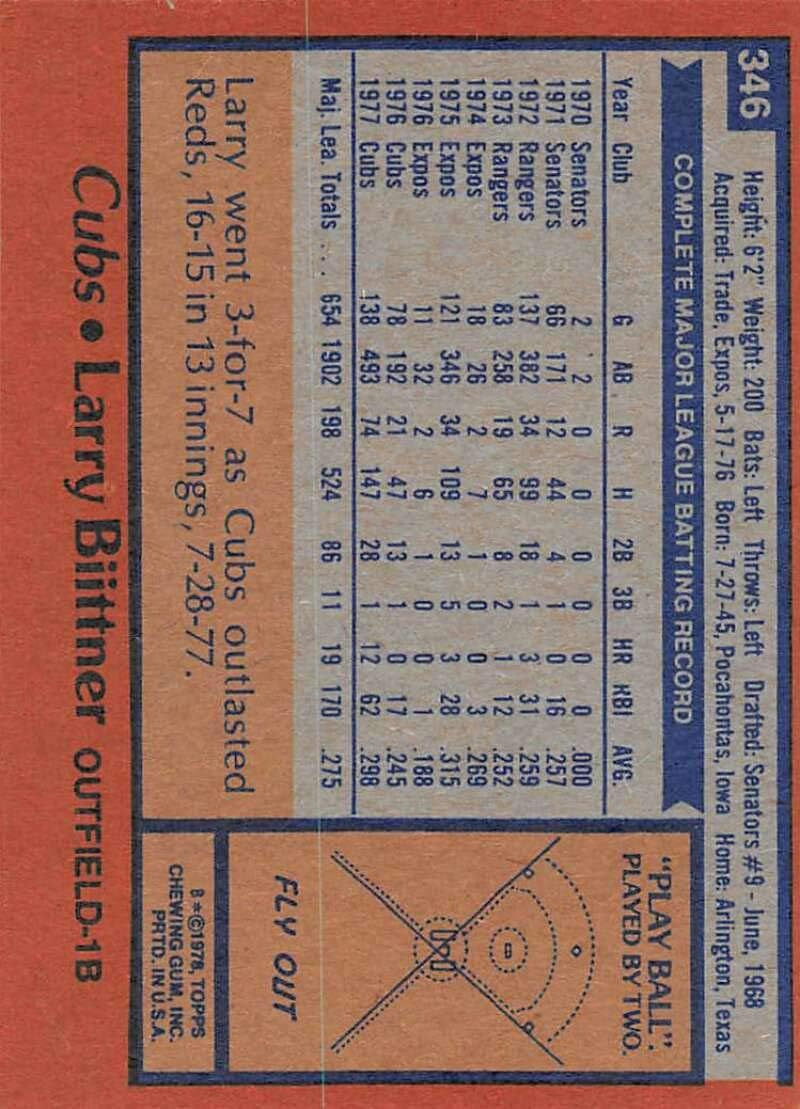 346
Height: 6'2" Weight: 200 Bats: Left Throws: Left Drafted: Senators #9 - June, 1968
Acquired: Trade, Expos, 5-17-76 Born: 7-27-45, Pocahontas, Iowa Home: Arlington, Texas
COMPLETE MAJOR LEAGUE BATTING RECORD
Year Club G AB R H 2B 3B HR RBI AVG.
1970 Senators 2 2 0 0 0 0 0 0 .000
1971 Senators 66 171 12 44 4 1 0 16 .257
1972 Rangers 137 382 34 99 18 1 3 31 .259
1973 Rangers 83 258 19 65 8 2 1 12 .252
1974 Expos 18 26 2 7 1 0 0 3 .269
1975 Expos 121 346 34 109 13 5 3 28 .315
1976 Expos 11 32 2 6 1 0 0 1 .188
1976 Cubs 78 192 21 47 13 1 0 17 .245
1977 Cubs 138 493 74 147 28 1 12 62 .298
Maj. Lea. Totals ... 654 1902 198 524 86 11 19 170 .275
Larry went 3-for-7 as Cubs outlasted
Reds, 16-15 in 13 innings, 7-28-77.
"PLAY BALL":
PLAYED BY TWO.
FLY OUT
B*©1978, TOPPS
CHEWING GUM, INC.
PRTD. IN U.S.A.
Cubs • Larry Biittner OUTFIELD-1B